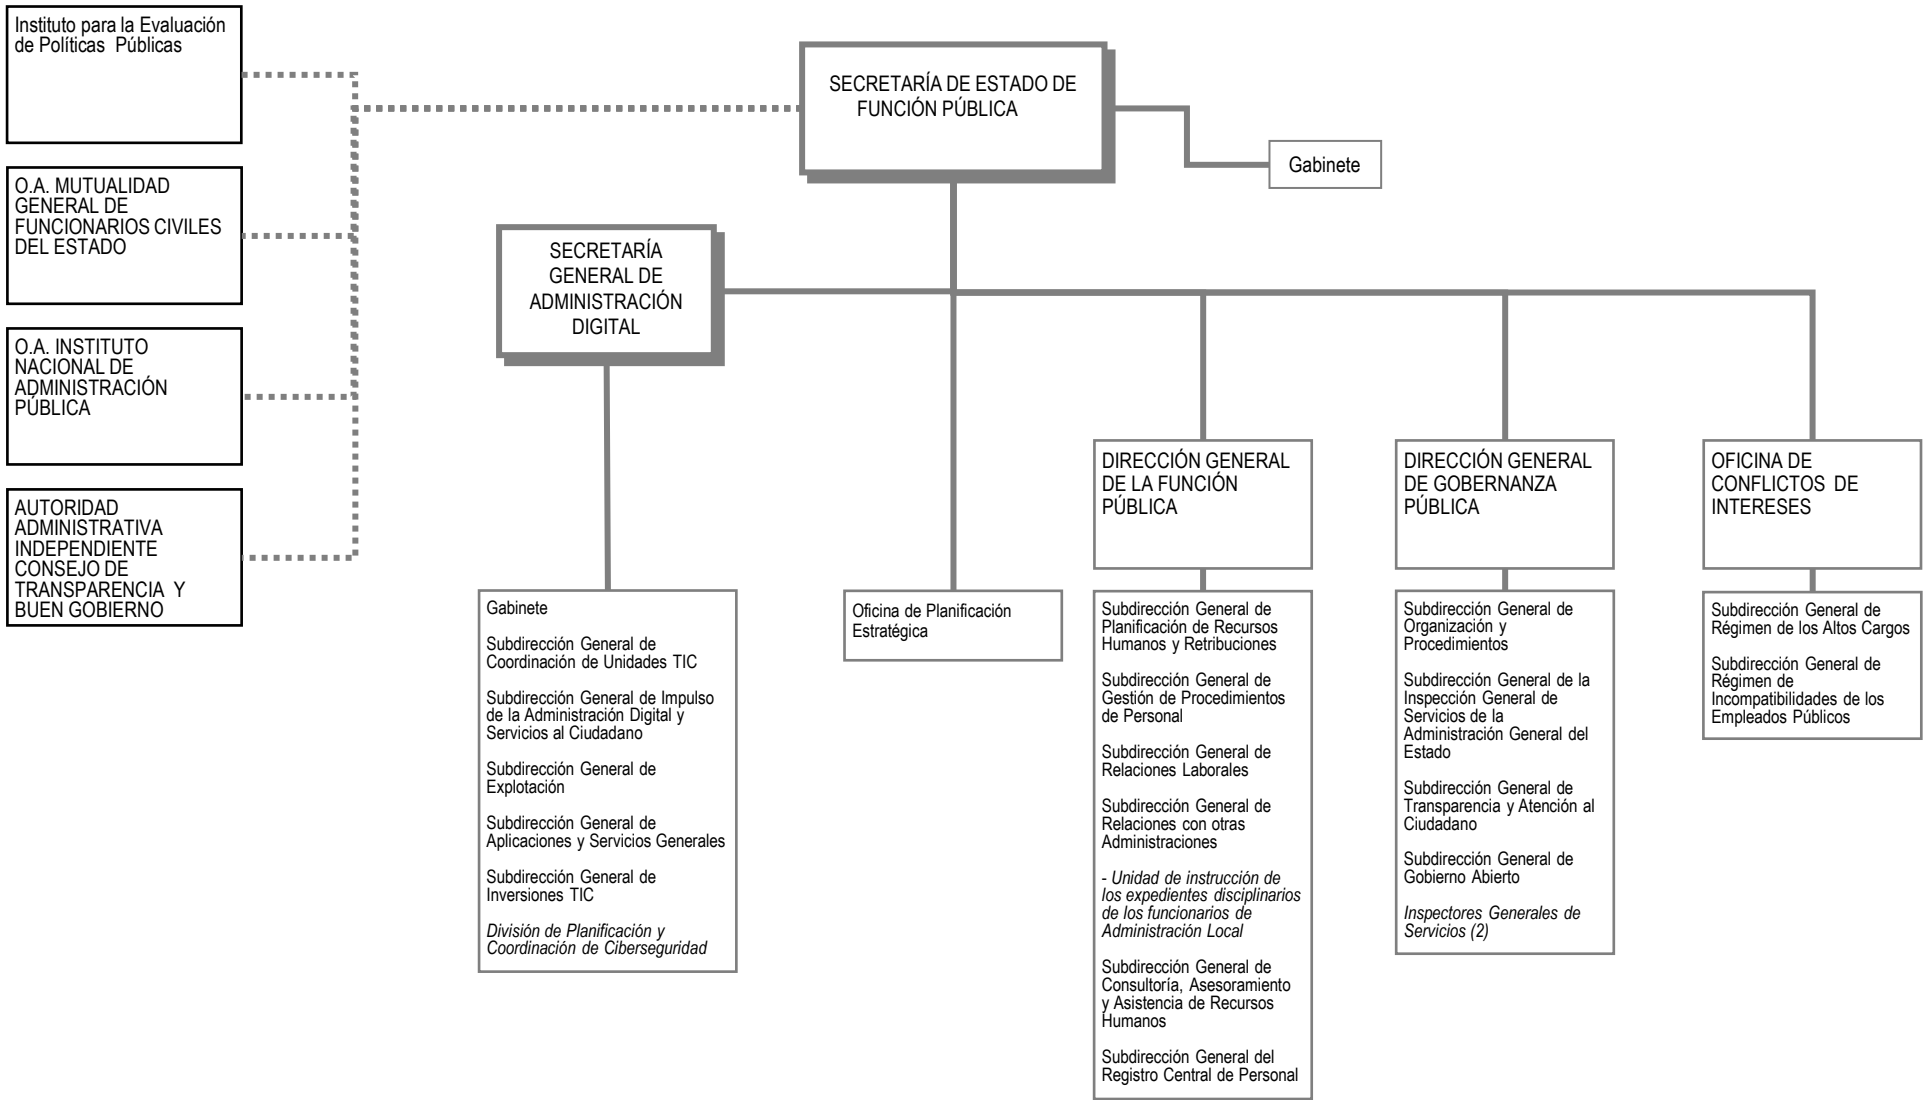 Instituto para la Evaluación
de Políticas Públicas
O.A. MUTUALIDAD
GENERAL DE
FUNCIONARIOS CIVILES
DEL ESTADO
O.A. INSTITUTO
NACIONAL DE
ADMINISTRACIÓN
PÚBLICA
AUTORIDAD
ADMINISTRATIVA
INDEPENDIENTE
CONSEJO DE
TRANSPARENCIA Y
BUEN GOBIERNO
SECRETARÍA DE ESTADO DE
FUNCIÓN PÚBLICA
Gabinete
SECRETARÍA
GENERAL DE
ADMINISTRACIÓN
DIGITAL
Gabinete
Subdirección General de
Coordinación de Unidades TIC
Subdirección General de Impulso
de la Administración Digital y
Servicios al Ciudadano
Subdirección General de
Explotación
Subdirección General de
Aplicaciones y Servicios Generales
Subdirección General de
Inversiones TIC
División de Planificación y
Coordinación de Ciberseguridad
Oficina de Planificación
Estratégica
DIRECCIÓN GENERAL
DE LA FUNCIÓN
PÚBLICA
Subdirección General de
Planificación de Recursos
Humanos y Retribuciones
Subdirección General de
Gestión de Procedimientos
de Personal
Subdirección General de
Relaciones Laborales
Subdirección General de
Relaciones con otras
Administraciones
- Unidad de instrucción de
los expedientes disciplinarios
de los funcionarios de
Administración Local
Subdirección General de
Consultoría, Asesoramiento
y Asistencia de Recursos
Humanos
Subdirección General del
Registro Central de Personal
DIRECCIÓN GENERAL
DE GOBERNANZA
PÚBLICA
Subdirección General de
Organización y
Procedimientos
Subdirección General de la
Inspección General de
Servicios de la
Administración General del
Estado
Subdirección General de
Transparencia y Atención al
Ciudadano
Subdirección General de
Gobierno Abierto
Inspectores Generales de
Servicios (2)
OFICINA DE
CONFLICTOS DE
INTERESES
Subdirección General de
Régimen de los Altos Cargos
Subdirección General de
Régimen de
Incompatibilidades de los
Empleados Públicos